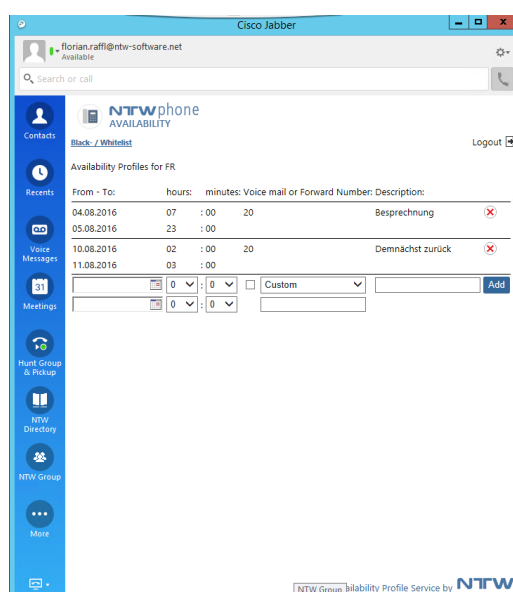 Cisco Jabber
florian.raffl@ntw-software.net
Available
Search or call
Contacts
Recents
Voice
Messages
31
Meetings
Hunt Group
& Pickup
NTW
Directory
NTW Group
More
NTWphone
AVAILABILITY
Black- / Whitelist
Logout
Availability Profiles for FR
From - To: hours: minutes: Voice mail or Forward Number: Description:
04.08.2016 07 : 00 20 Besprechnung
05.08.2016 23 : 00
10.08.2016 02 : 00 20 Demnächst zurück
11.08.2016 03 : 00
0 : 0 Custom Add
0 : 0
NTW Group ailability Profile Service by NTW